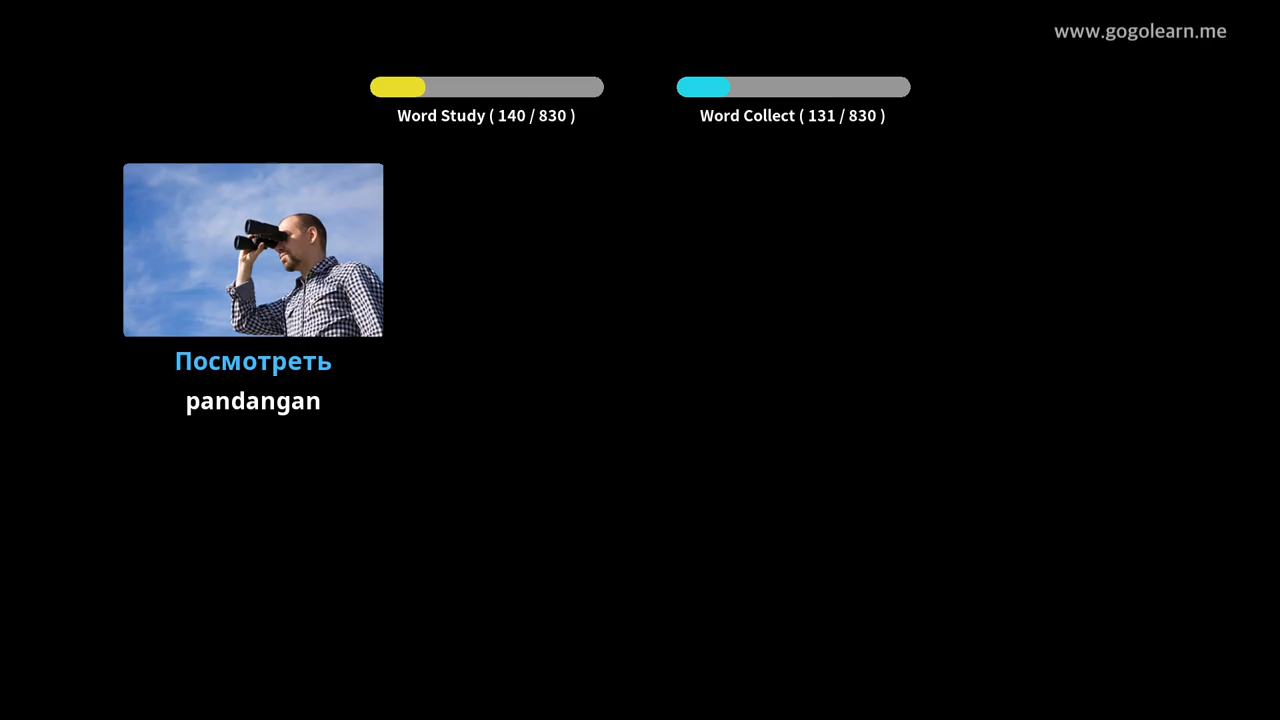 www.gogolearn.me
Word Study ( 140 / 830 )
Word Collect ( 131 / 830 )
Посмотреть
pandangan